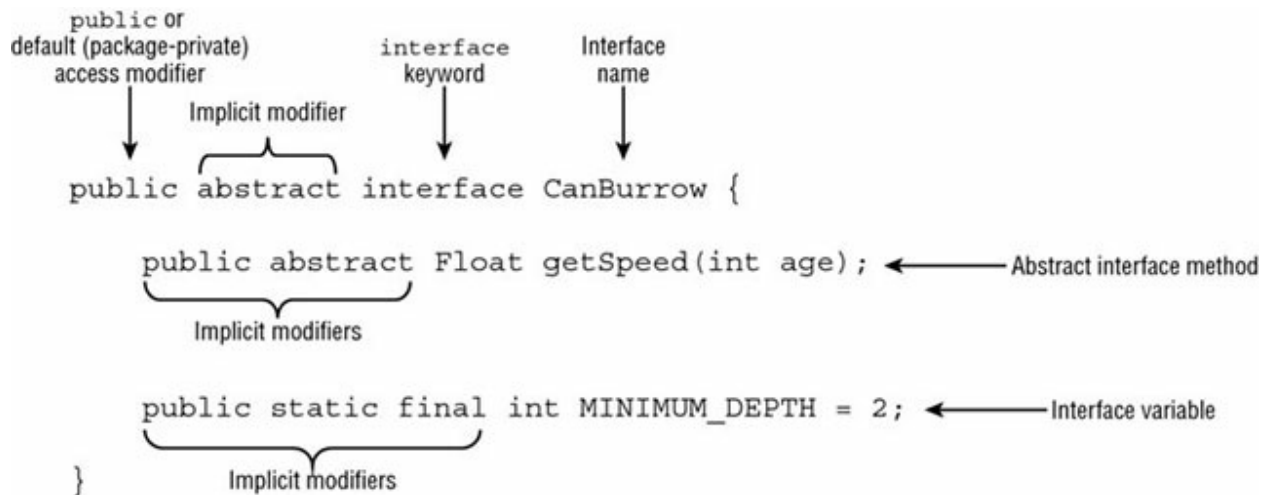 public or
default (package-private)
access modifier
interface
keyword
Interface
name
Implicit modifier
public abstract interface CanBurrow {
public abstract Float getSpeed(int age);
Abstract interface method
Implicit modifiers
public static final int MINIMUM_DEPTH = 2;
Interface variable
Implicit modifiers
}